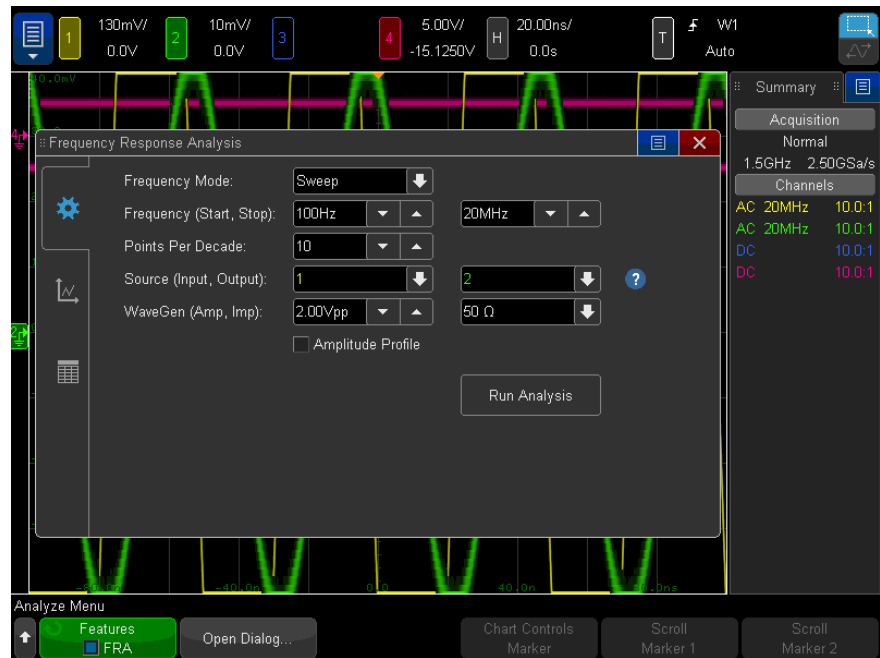 1 130mV/ 0.0V 2 10mV/ 0.0V 3 4 5.00V/ -15.1250V H 20.00ns/ 0.0s T W1 Auto
40.0mV
Summary
Acquisition
Normal
1.5GHz 2.50GSa/s
Channels
AC 20MHz 10.0:1
AC 20MHz 10.0:1
DC 10.0:1
DC 10.0:1
Frequency Response Analysis
Frequency Mode: Sweep
Frequency (Start, Stop): 100Hz 20MHz
Points Per Decade: 10
Source (Input, Output): 1 2 ?
WaveGen (Amp, Imp): 2.00Vpp 50 Ω
Amplitude Profile
Run Analysis
-40.0n 0.0 40.0n
Analyze Menu
Features
FRA
Open Dialog...
Chart Controls
Marker
Scroll
Marker 1
Scroll
Marker 2